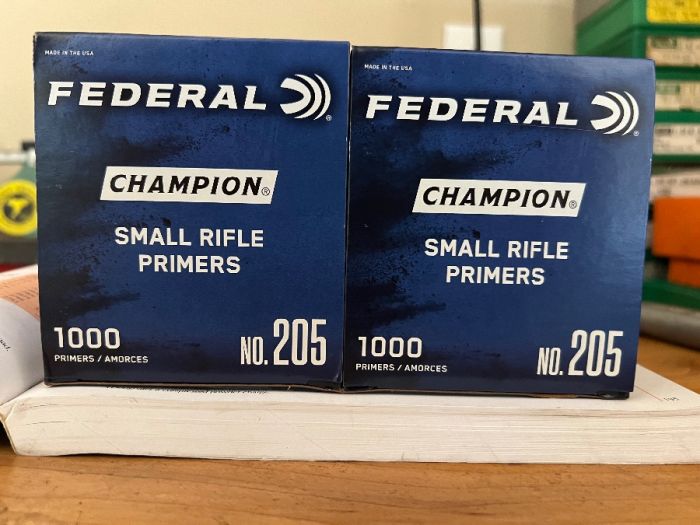 MADE IN THE USA
FEDERAL®
CHAMPION®
SMALL RIFLE
PRIMERS
1000
PRIMERS / AMORCES
NO. 205
MADE IN THE USA
FEDERAL®
CHAMPION®
SMALL RIFLE
PRIMERS
1000
PRIMERS / AMORCES
NO. 205